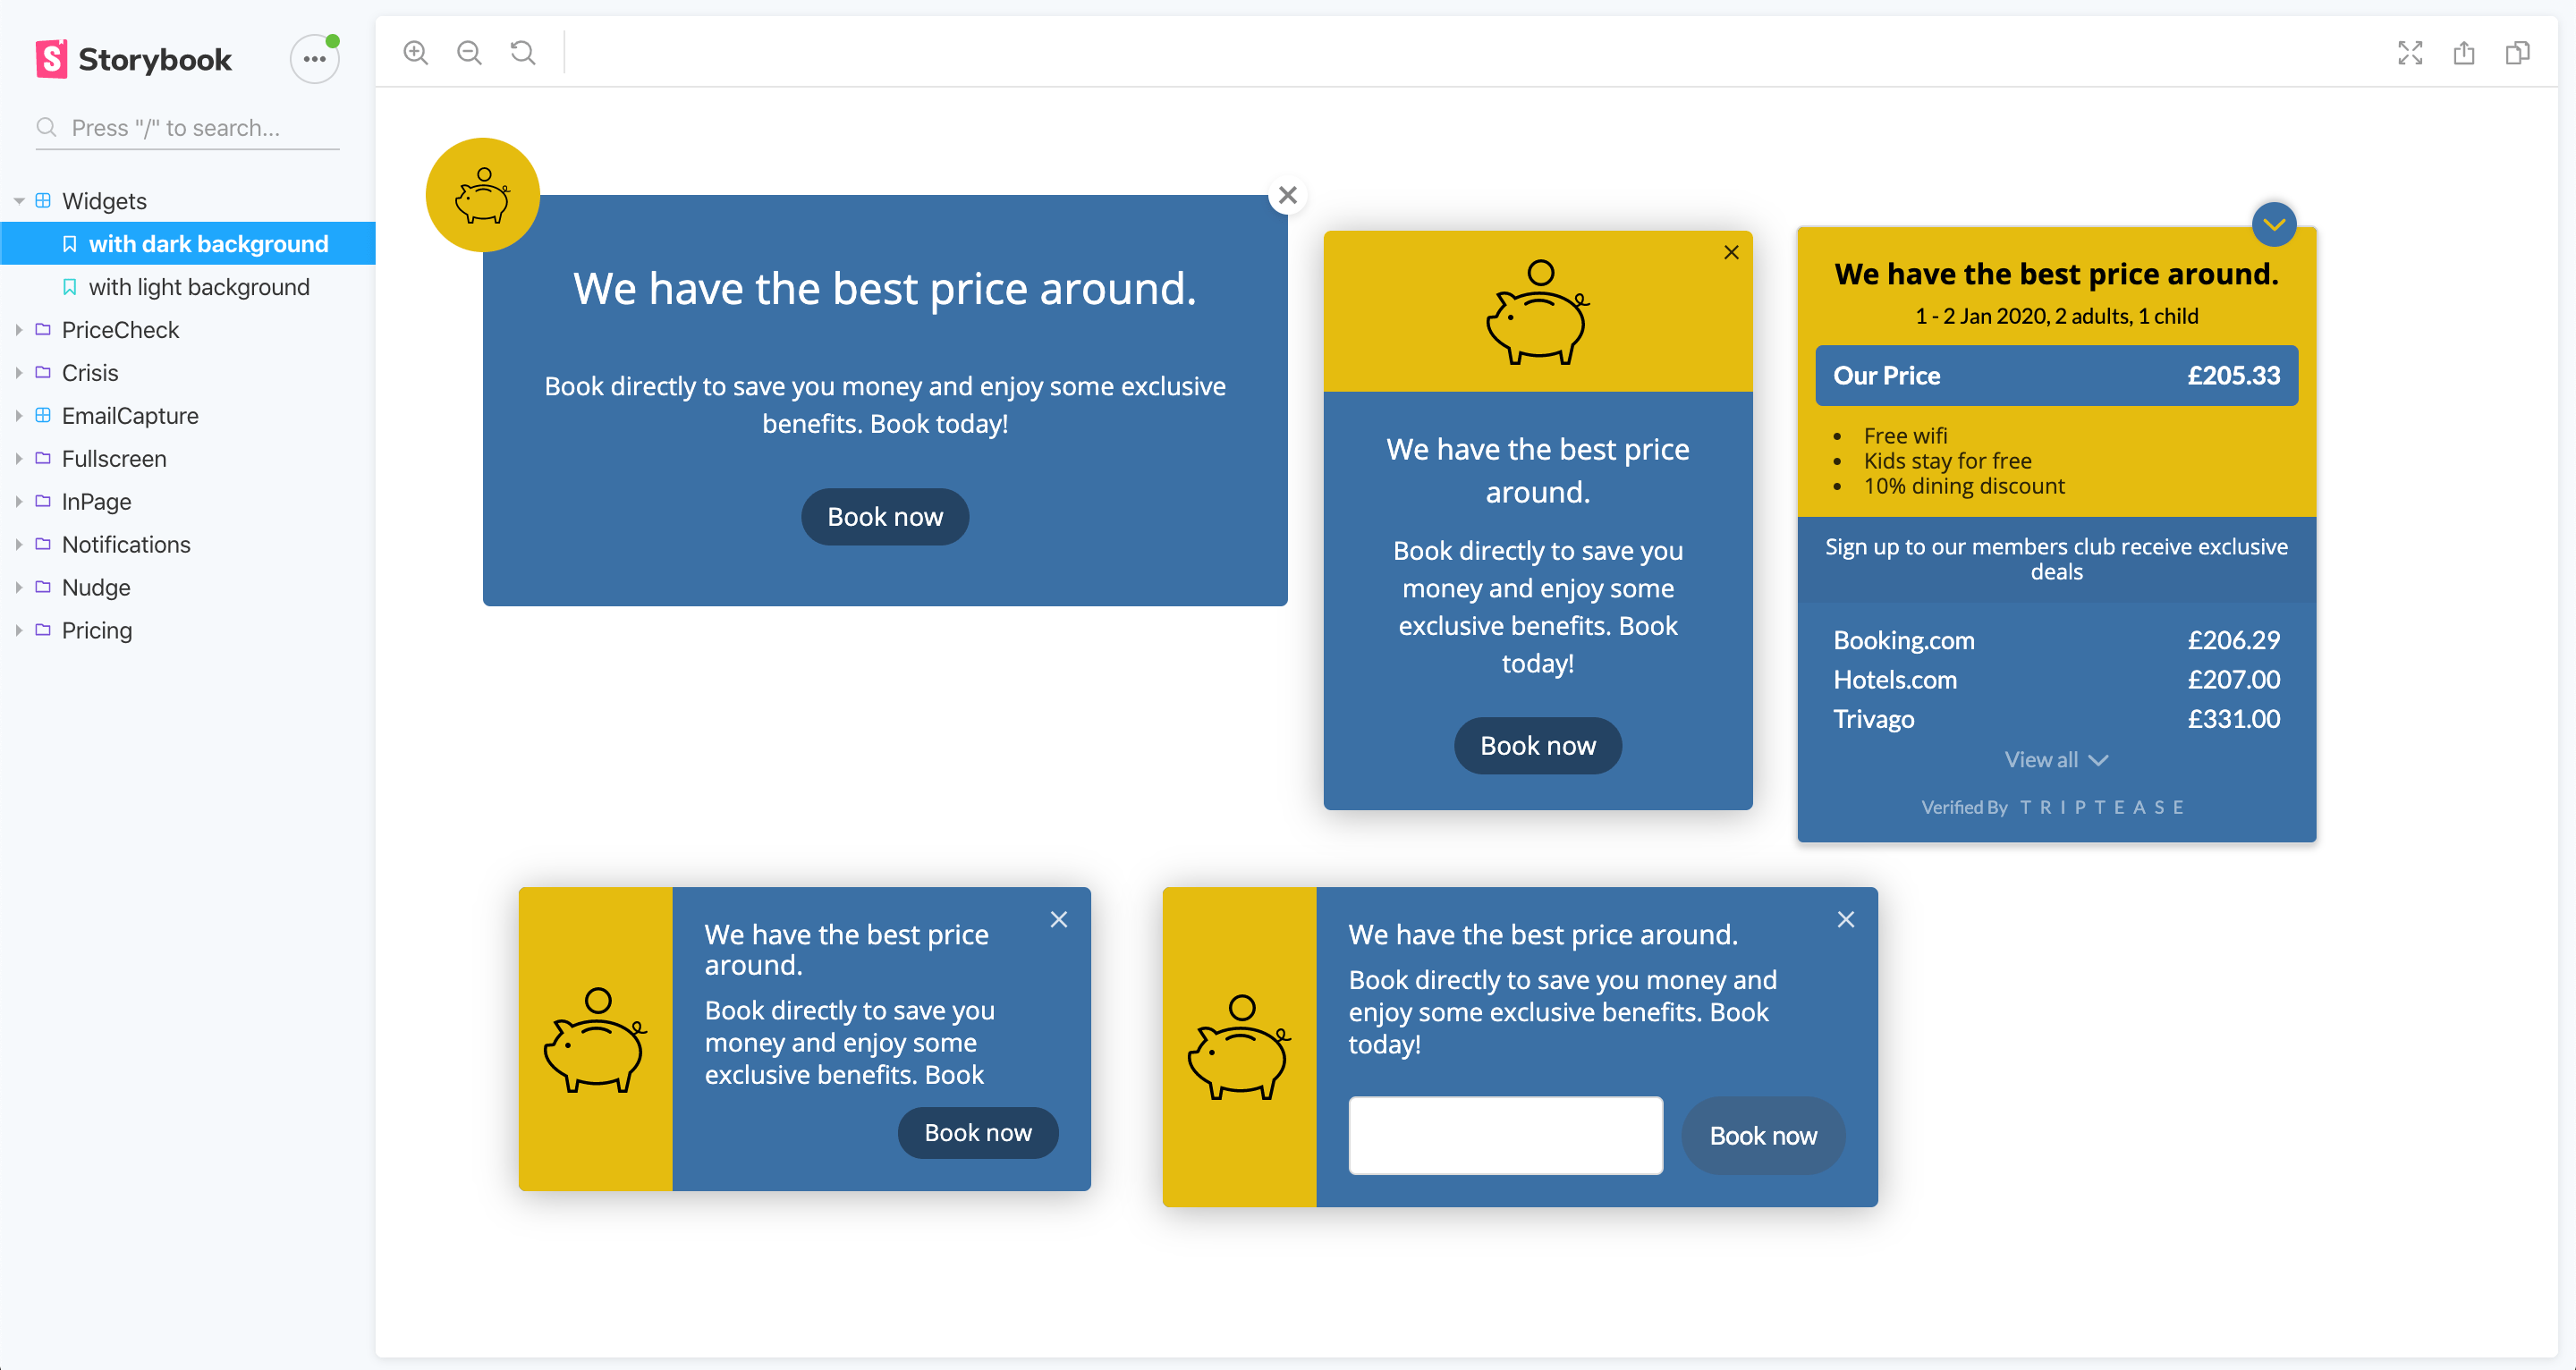 Storybook
Press "/" to search...
Widgets
with dark background
with light background
PriceCheck
Crisis
EmailCapture
Fullscreen
InPage
Notifications
Nudge
Pricing
We have the best price around.
Book directly to save you money and enjoy some exclusive
benefits. Book today!
Book now
We have the best price
around.
Book directly to save you
money and enjoy some
exclusive benefits. Book
today!
Book now
We have the best price around.
1 - 2 Jan 2020, 2 adults, 1 child
Our Price £205.33
• Free wifi
• Kids stay for free
• 10% dining discount
Sign up to our members club receive exclusive
deals
Booking.com £206.29
Hotels.com £207.00
Trivago £331.00
View all
Verified By TRIPTEASE
We have the best price
around.
Book directly to save you
money and enjoy some
exclusive benefits. Book
Book now
We have the best price around.
Book directly to save you money and
enjoy some exclusive benefits. Book
today!
Book now